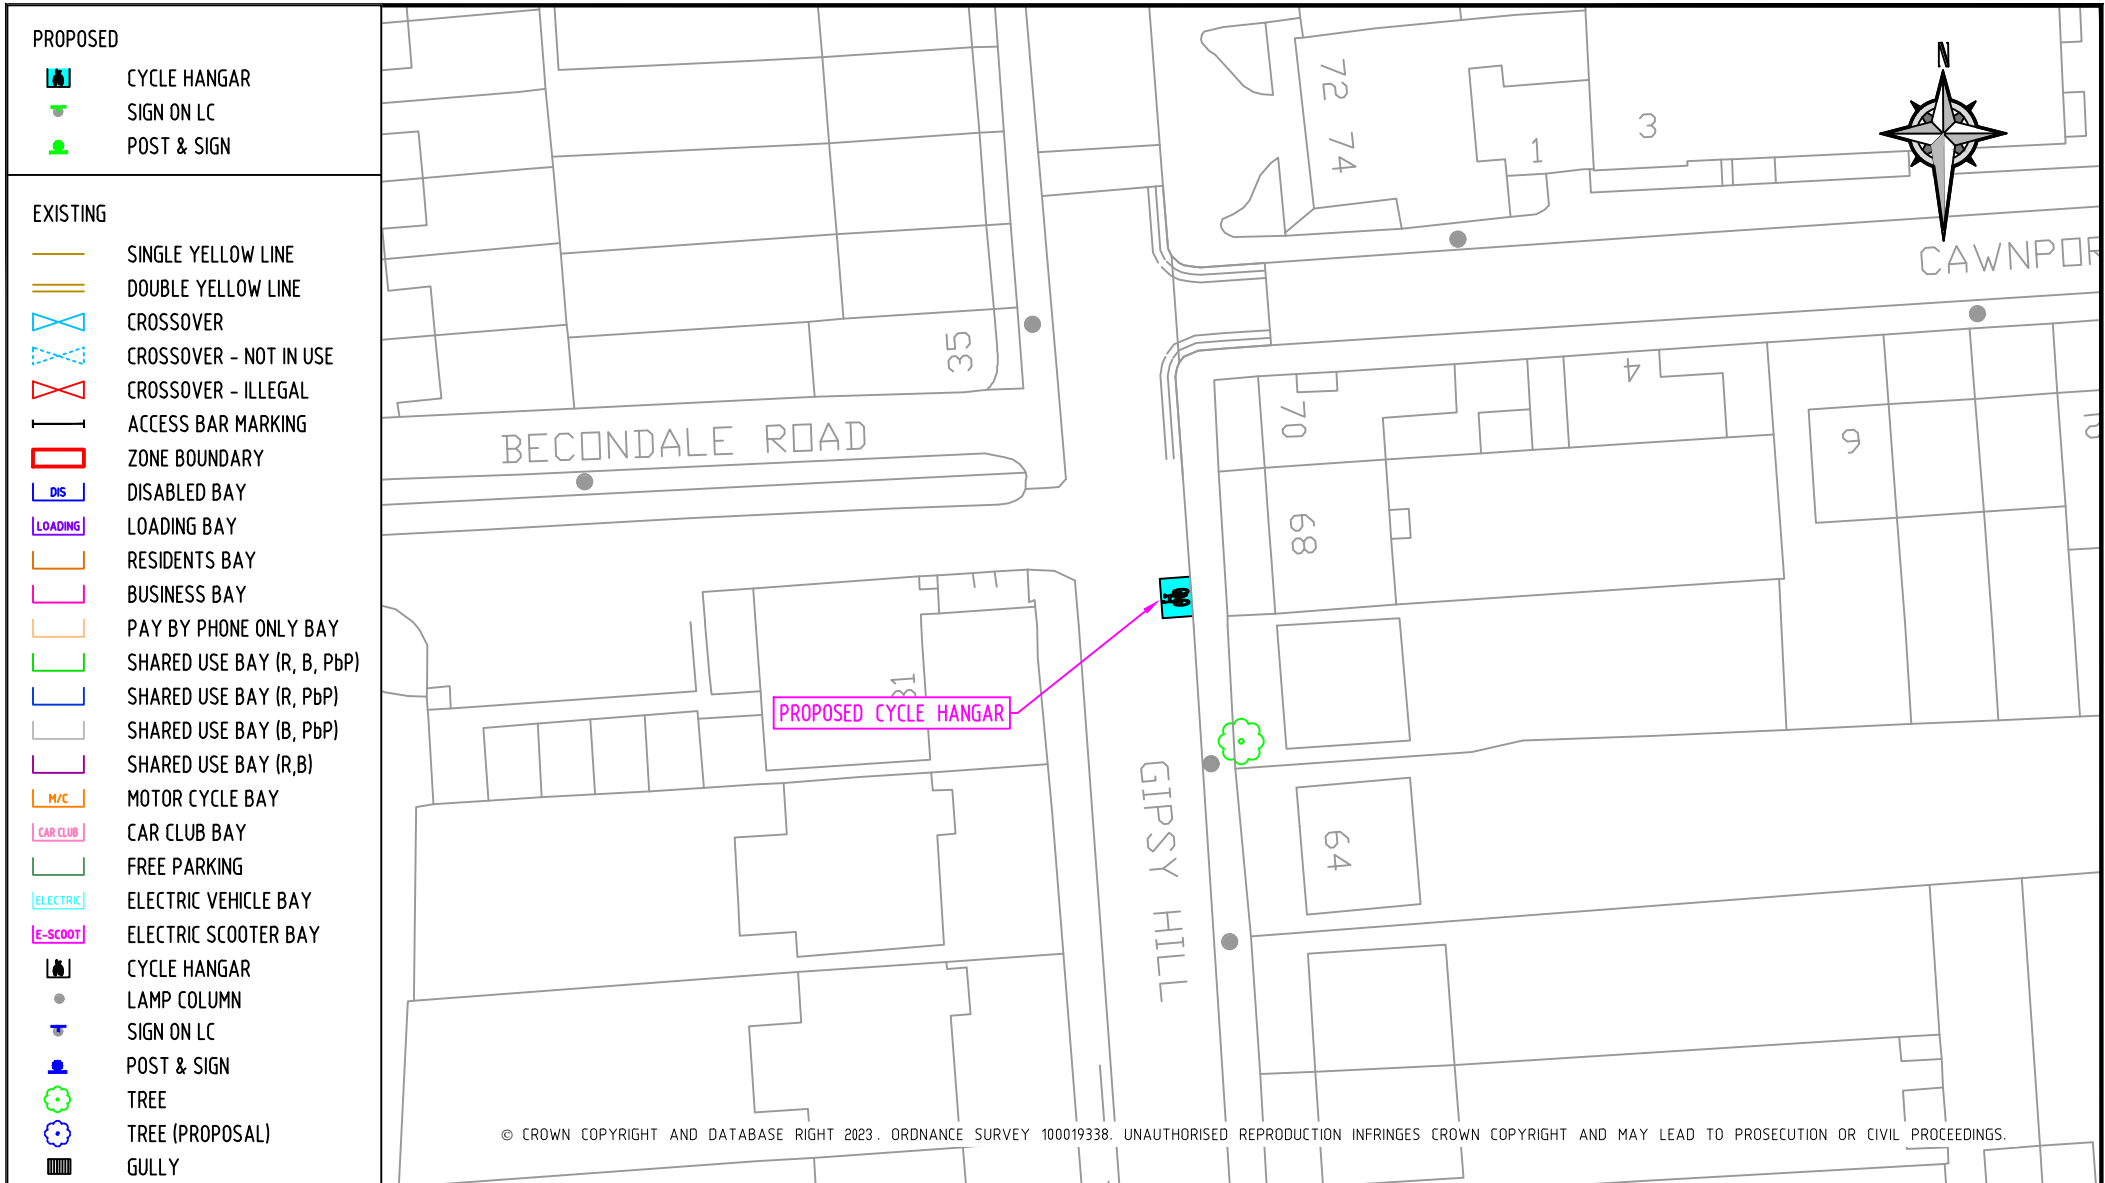 PROPOSED
CYCLE HANGAR
SIGN ON LC
POST & SIGN
EXISTING
SINGLE YELLOW LINE
DOUBLE YELLOW LINE
CROSSOVER
CROSSOVER - NOT IN USE
CROSSOVER - ILLEGAL
ACCESS BAR MARKING
ZONE BOUNDARY
DIS DISABLED BAY
LOADING LOADING BAY
RESIDENTS BAY
BUSINESS BAY
PAY BY PHONE ONLY BAY
SHARED USE BAY (R, B, PbP)
SHARED USE BAY (R, PbP)
SHARED USE BAY (B, PbP)
SHARED USE BAY (R,B)
M/C MOTOR CYCLE BAY
CAR CLUB CAR CLUB BAY
FREE PARKING
ELECTRIC ELECTRIC VEHICLE BAY
E-SCOOT ELECTRIC SCOOTER BAY
CYCLE HANGAR
LAMP COLUMN
SIGN ON LC
POST & SIGN
TREE
TREE (PROPOSAL)
GULLY
N
72
74
1
3
CAWNPOR
35
BECONDALE ROAD
70
4
6
68
31
PROPOSED CYCLE HANGAR
GIPSY HILL
64
© CROWN COPYRIGHT AND DATABASE RIGHT 2023. ORDNANCE SURVEY 100019338. UNAUTHORISED REPRODUCTION INFRINGES CROWN COPYRIGHT AND MAY LEAD TO PROSECUTION OR CIVIL PROCEEDINGS.